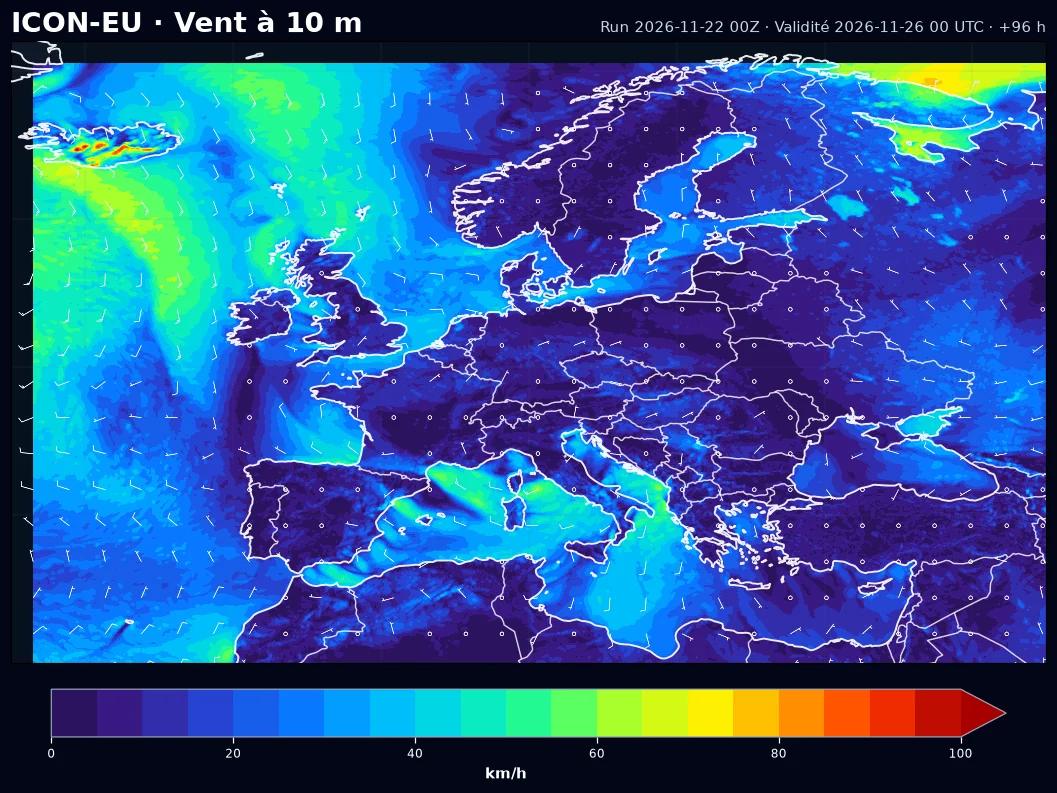 ICON-EU · Vent à 10 m
Run 2026-11-22 00Z · Validité 2026-11-26 00 UTC · +96 h
0 20 40 60 80 100
km/h